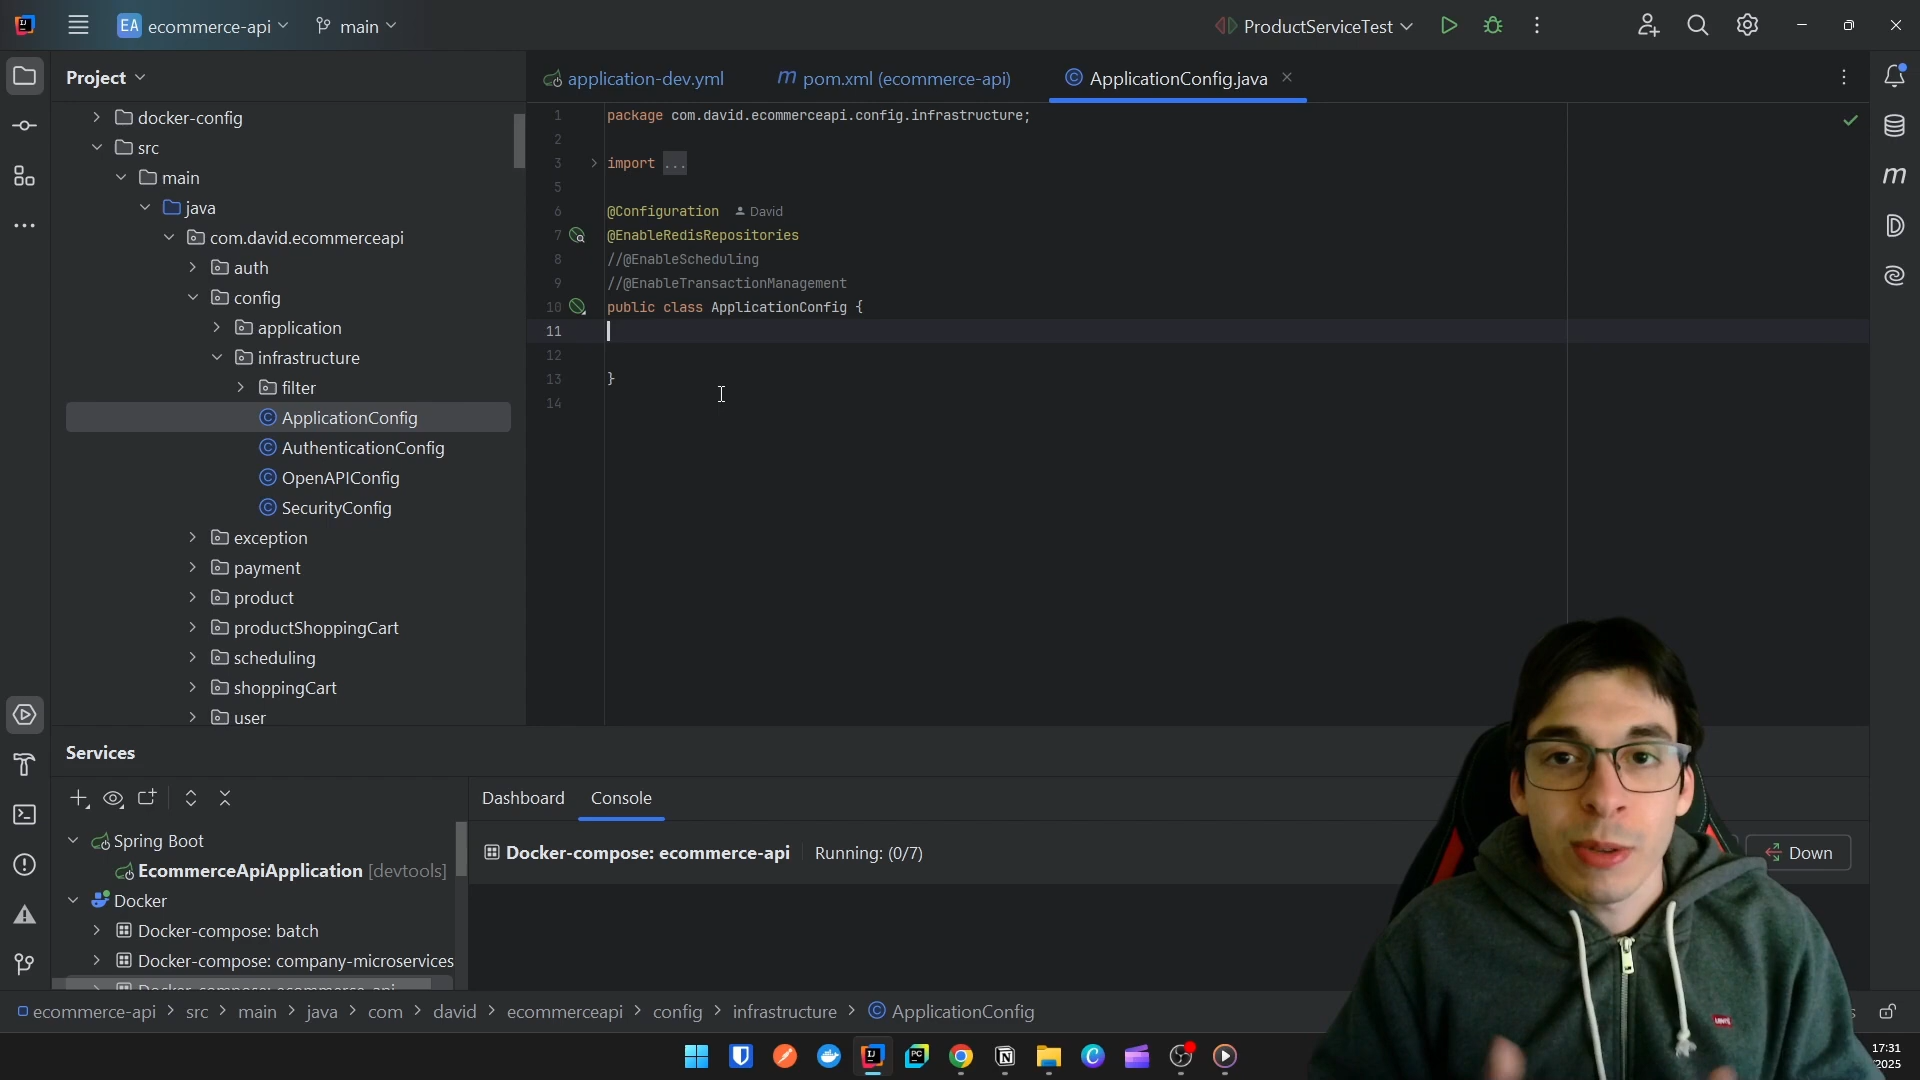 EA ecommerce-api
main
ProductServiceTest
Project
docker-config
src
main
java
com.david.ecommerceapi
auth
config
application
infrastructure
filter
ApplicationConfig
AuthenticationConfig
OpenAPIConfig
SecurityConfig
exception
payment
product
productShoppingCart
scheduling
shoppingCart
user
application-dev.yml
pom.xml (ecommerce-api)
ApplicationConfig.java
1 package com.david.ecommerceapi.config.infrastructure;
2
3 import ...
5
6 @Configuration David
7 @EnableRedisRepositories
8 //@EnableScheduling
9 //@EnableTransactionManagement
10 public class ApplicationConfig {
11
12
13 }
14
Services
Dashboard
Console
Spring Boot
EcommerceApiApplication [devtools]
Docker
Docker-compose: batch
Docker-compose: company-microservices
Docker-compose: ecommerce-api
Docker-compose: ecommerce-api
Running: (0/7)
Down
ecommerce-api > src > main > java > com > david > ecommerceapi > config > infrastructure > ApplicationConfig
17:31
/2025